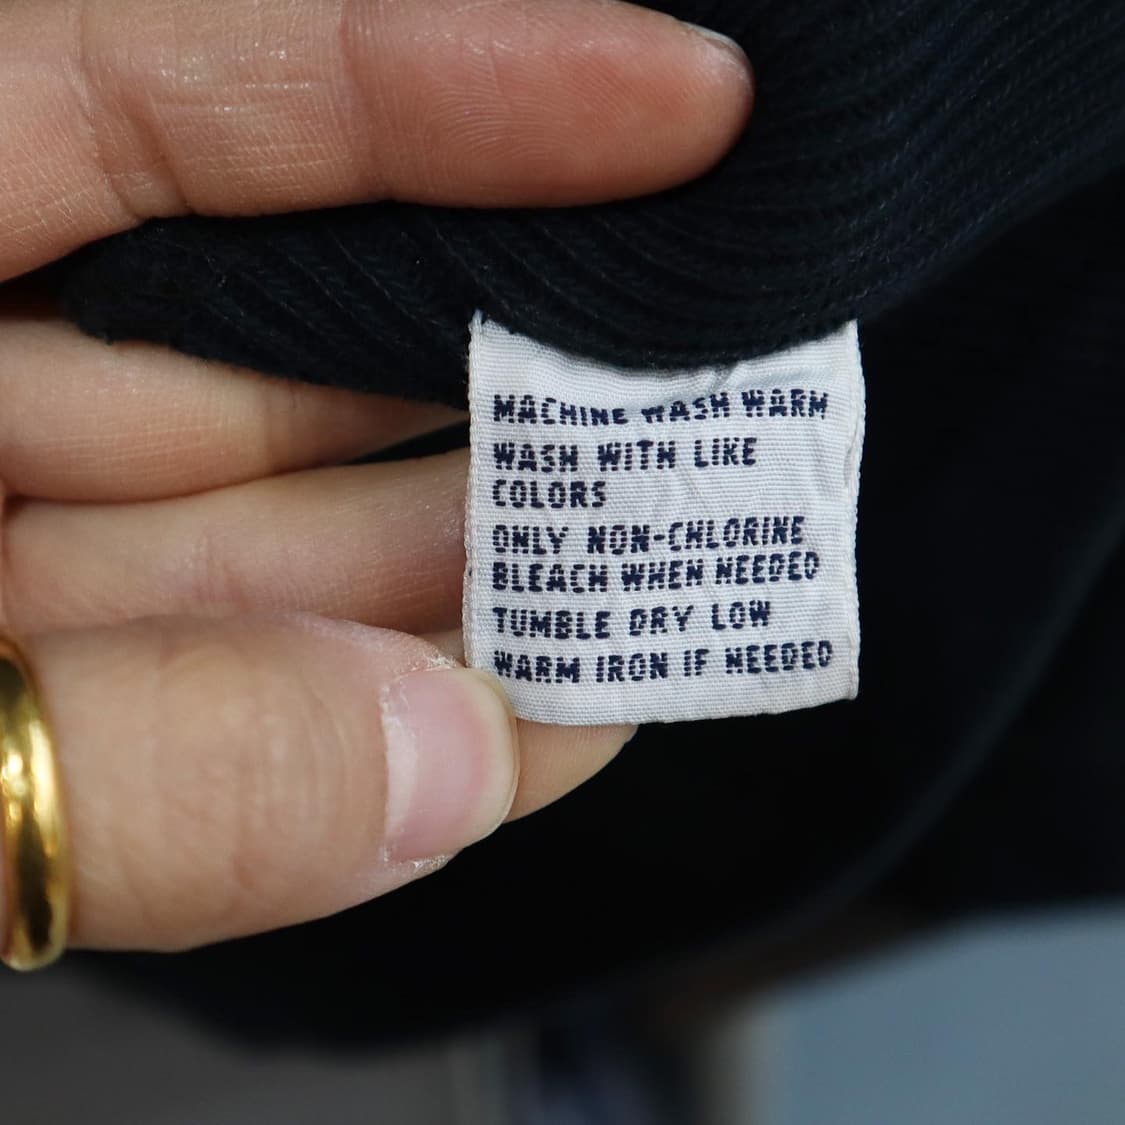 MACHINE WASH WARM
WASH WITH LIKE
COLORS
ONLY NON-CHLORINE
BLEACH WHEN NEEDED
TUMBLE DRY LOW
WARM IRON IF NEEDED